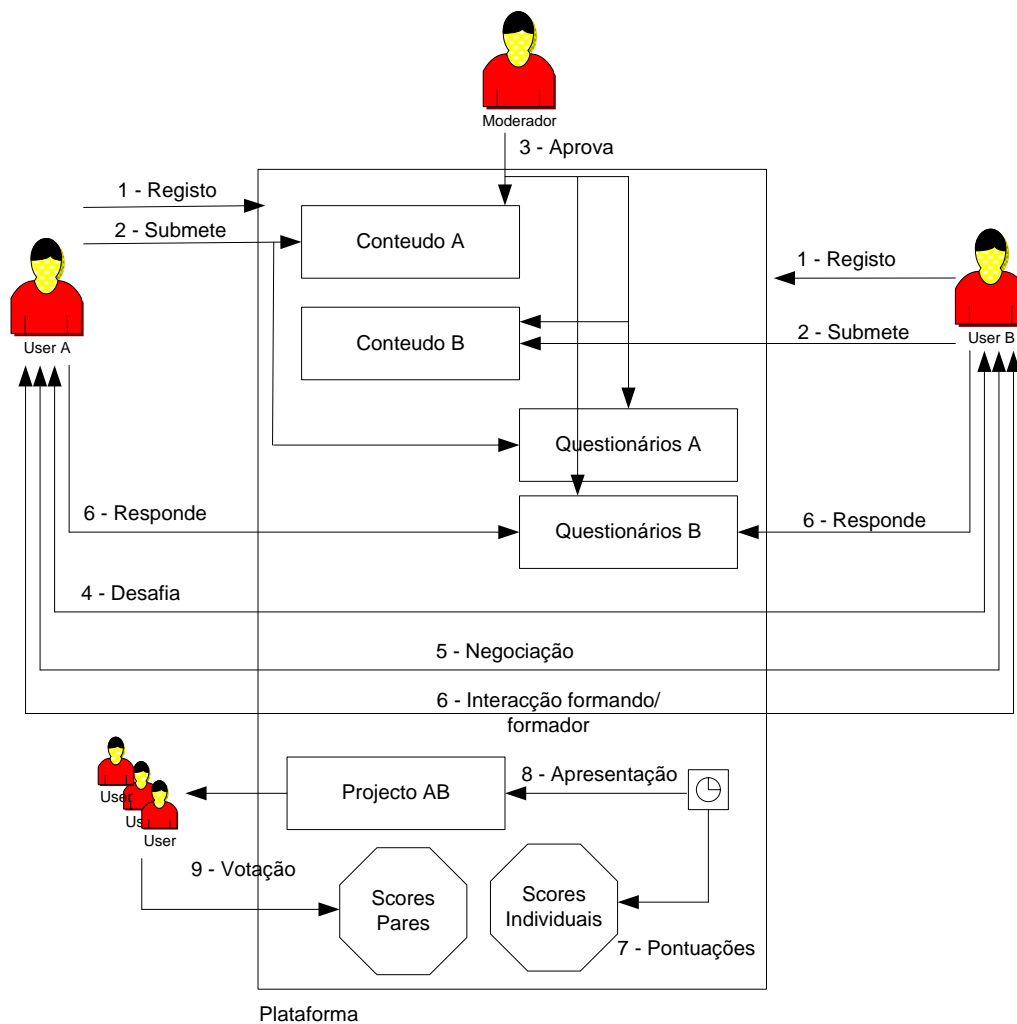 Moderador
3 - Aprova
1 - Registo
2 - Submete
Conteudo A
1 - Registo
User A
Conteudo B
2 - Submete
User B
Questionários A
6 - Responde
Questionários B
6 - Responde
4 - Desafia
5 - Negociação
6 - Interacção formando/
formador
8 - Apresentação
Projecto AB
User
Us
User
9 - Votação
Scores
Pares
Scores
Individuais
7 - Pontuações
Plataforma